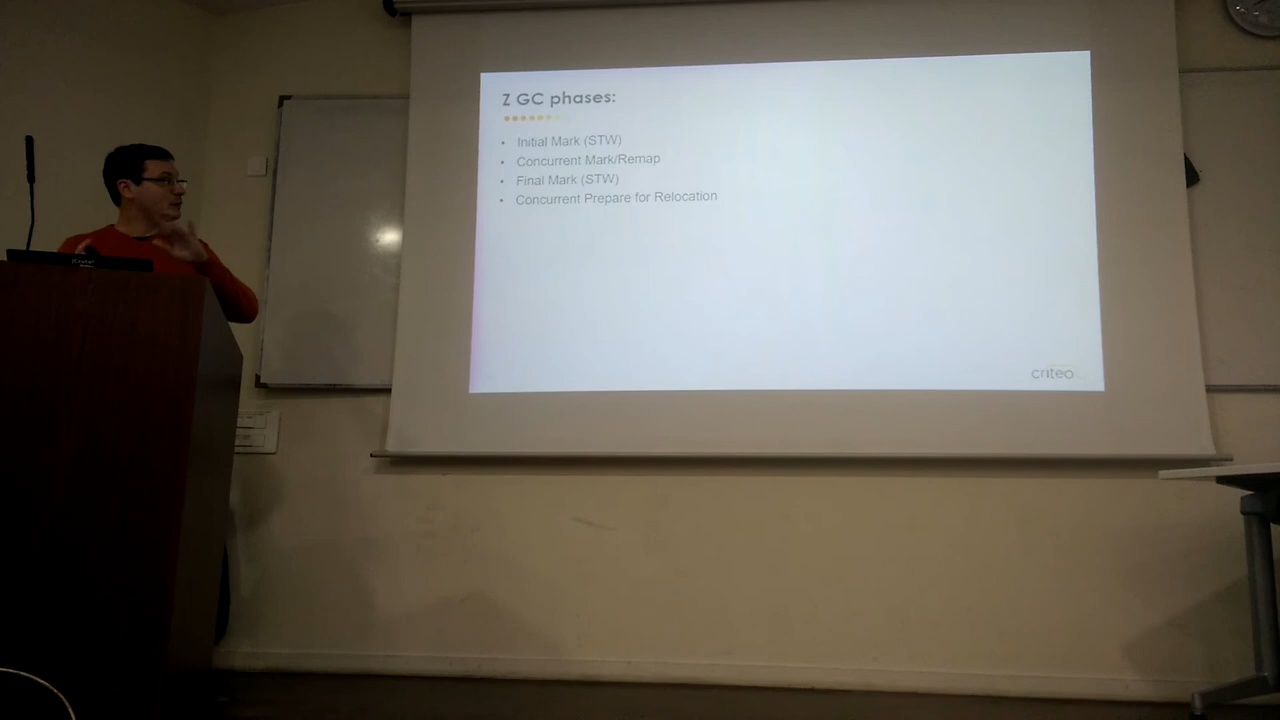 Z GC phases:
• Initial Mark (STW)
• Concurrent Mark/Remap
• Final Mark (STW)
• Concurrent Prepare for Relocation
criteo